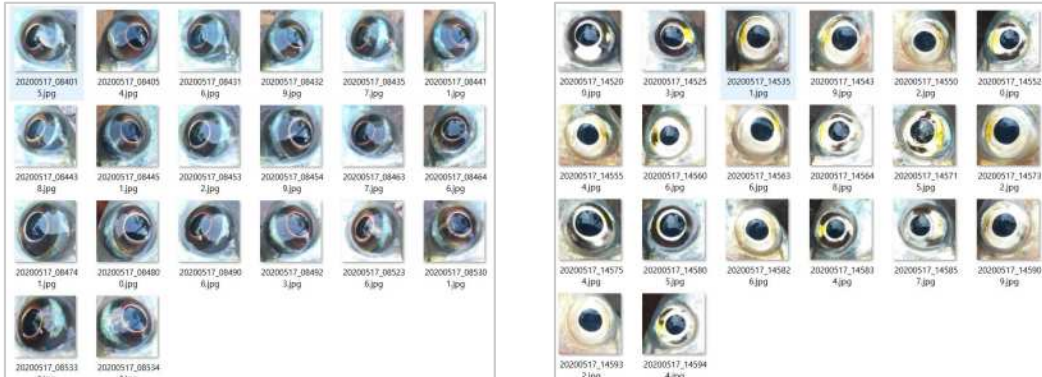 20200517_08401 20200517_08405 20200517_08431 20200517_08432 20200517_08435 20200517_08441
5.jpg 4.jpg 6.jpg 9.jpg 7.jpg 1.jpg
20200517_08443 20200517_08445 20200517_08453 20200517_08454 20200517_08463 20200517_08464
8.jpg 1.jpg 2.jpg 9.jpg 7.jpg 6.jpg
20200517_08474 20200517_08480 20200517_08490 20200517_08492 20200517_08523 20200517_08530
1.jpg 0.jpg 6.jpg 3.jpg 6.jpg 1.jpg
20200517_08533 20200517_08534
20200517_14520 20200517_14525 20200517_14535 20200517_14543 20200517_14550 20200517_14552
0.jpg 3.jpg 1.jpg 9.jpg 2.jpg 0.jpg
20200517_14555 20200517_14560 20200517_14563 20200517_14564 20200517_14571 20200517_14573
4.jpg 6.jpg 6.jpg 8.jpg 5.jpg 2.jpg
20200517_14575 20200517_14580 20200517_14582 20200517_14583 20200517_14585 20200517_14590
4.jpg 5.jpg 6.jpg 4.jpg 7.jpg 9.jpg
20200517_14593 20200517_14594
2.jpg 4.jpg